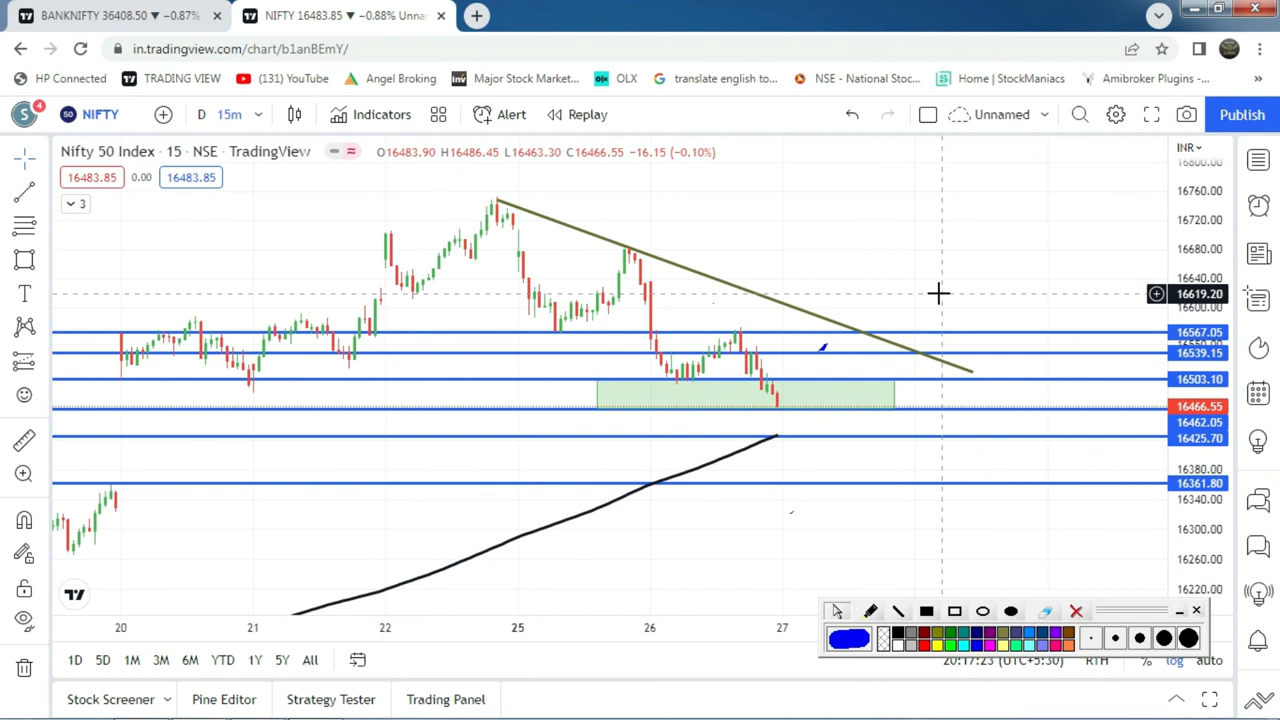 BANKNIFTY 36408.50 ▼ −0.87%
NIFTY 16483.85 ▼ −0.88% Unna
in.tradingview.com/chart/b1anBEmY/
HP Connected
TRADING VIEW
(131) YouTube
Angel Broking
Inv
Major Stock Market...
OLX
translate english to...
NSE - National Stoc...
Home | StockManiacs
Amibroker Plugins -...
»
S
4
50
NIFTY
D
15m
Indicators
Alert
Replay
Unnamed
Publish
Nifty 50 Index · 15 · NSE · TradingView
O16483.90 H16486.45 L16463.30 C16466.55 −16.15 (−0.10%)
INR
16483.85
0.00
16483.85
3
16800.00
16760.00
16720.00
16680.00
16640.00
16619.20
16600.00
16567.05
16539.15
16503.10
16466.55
16462.05
16425.70
16380.00
16361.80
16340.00
16300.00
16260.00
16220.00
20
21
22
25
26
27
1D
5D
1M
3M
6M
YTD
1Y
5Y
All
20:17:23 (UTC+5:30)
RTH
%
log
auto
Stock Screener
Pine Editor
Strategy Tester
Trading Panel